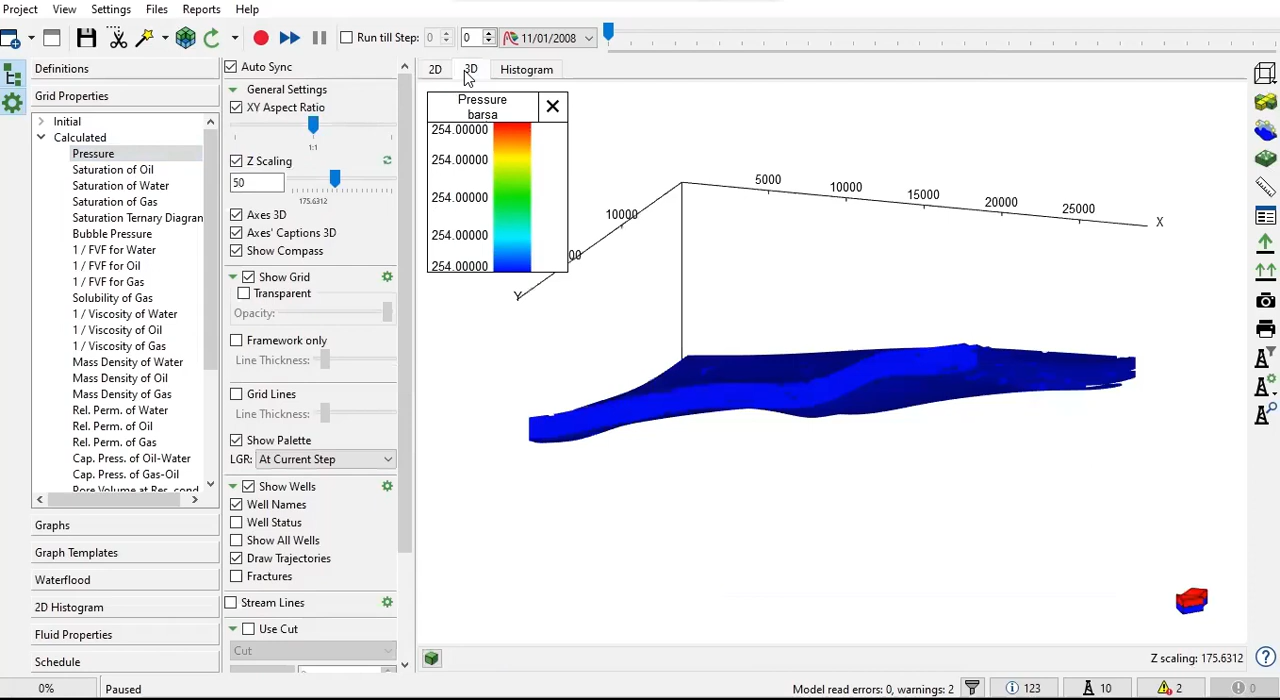 Project View Settings Files Reports Help
Run till Step: 0 0 11/01/2008
Definitions
Grid Properties
Initial
Calculated
Pressure
Saturation of Oil
Saturation of Water
Saturation of Gas
Saturation Ternary Diagran
Bubble Pressure
1 / FVF for Water
1 / FVF for Oil
1 / FVF for Gas
Solubility of Gas
1 / Viscosity of Water
1 / Viscosity of Oil
1 / Viscosity of Gas
Mass Density of Water
Mass Density of Oil
Mass Density of Gas
Rel. Perm. of Water
Rel. Perm. of Oil
Rel. Perm. of Gas
Cap. Press. of Oil-Water
Cap. Press. of Gas-Oil
Pore Volume at Res. cond
Graphs
Graph Templates
Waterflood
2D Histogram
Fluid Properties
Schedule
Auto Sync
General Settings
XY Aspect Ratio
1:1
Z Scaling
50
175.6312
Axes 3D
Axes' Captions 3D
Show Compass
Show Grid
Transparent
Opacity:
Framework only
Line Thickness:
Grid Lines
Line Thickness:
Show Palette
LGR: At Current Step
Show Wells
Well Names
Well Status
Show All Wells
Draw Trajectories
Fractures
Stream Lines
Use Cut
Cut
2D 3D Histogram
Pressure
barsa
254.00000
254.00000
254.00000
254.00000
254.00000
5000 10000 15000 20000 25000 X
10000
00
Y
Z scaling: 175.6312
0% Paused Model read errors: 0, warnings: 2 123 10 2 0